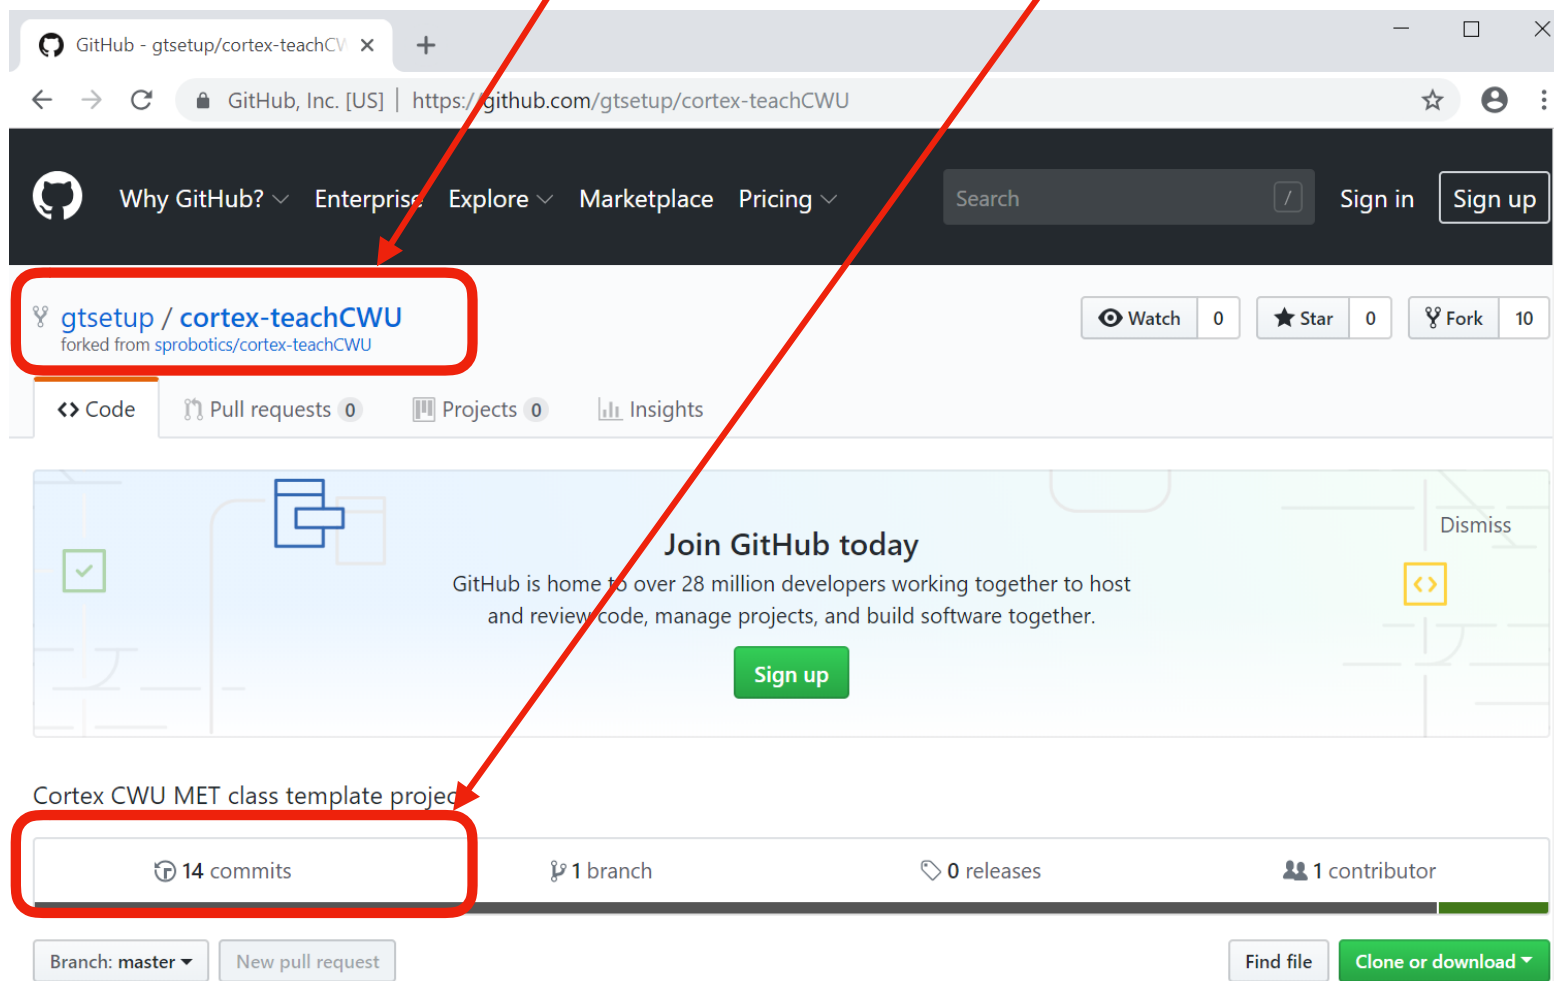 GitHub - gtsetup/cortex-teachCW
GitHub, Inc. [US] | https://github.com/gtsetup/cortex-teachCWU
Why GitHub? Enterprise Explore Marketplace Pricing Search / Sign in Sign up
gtsetup / cortex-teachCWU Watch 0 Star 0 Fork 10
forked from sprobotics/cortex-teachCWU
<> Code Pull requests 0 Projects 0 Insights
Dismiss
Join GitHub today
GitHub is home to over 28 million developers working together to host
and review code, manage projects, and build software together.
Sign up
Cortex CWU MET class template project
14 commits 1 branch 0 releases 1 contributor
Branch: master New pull request Find file Clone or download